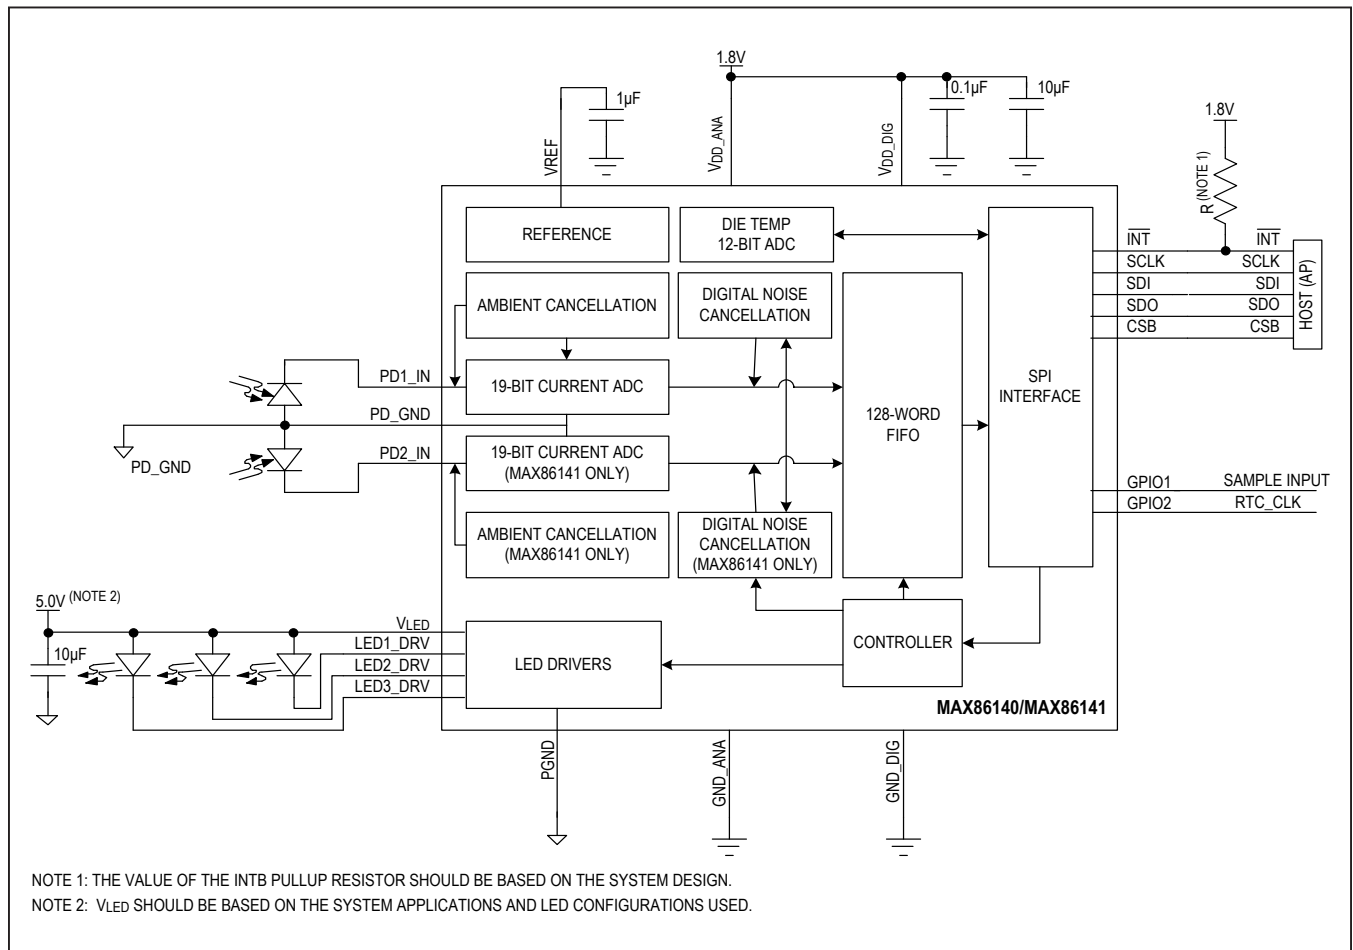 1.8V
1µF
0.1µF
10µF
VREF
VDD_ANA
VDD_DIG
1.8V
R (NOTE 1)
REFERENCE
DIE TEMP
12-BIT ADC
INT
INT
SCLK
SCLK
SDI
SDI
SDO
SDO
CSB
CSB
HOST (AP)
AMBIENT CANCELLATION
DIGITAL NOISE
CANCELLATION
SPI
INTERFACE
PD1_IN
19-BIT CURRENT ADC
128-WORD
FIFO
PD_GND
PD_GND
PD2_IN
19-BIT CURRENT ADC
(MAX86141 ONLY)
GPIO1
SAMPLE INPUT
GPIO2
RTC_CLK
AMBIENT CANCELLATION
(MAX86141 ONLY)
DIGITAL NOISE
CANCELLATION
(MAX86141 ONLY)
5.0V (NOTE 2)
10µF
VLED
LED1_DRV
LED2_DRV
LED3_DRV
LED DRIVERS
CONTROLLER
MAX86140/MAX86141
PGND
GND_ANA
GND_DIG
NOTE 1: THE VALUE OF THE INTB PULLUP RESISTOR SHOULD BE BASED ON THE SYSTEM DESIGN.
NOTE 2: VLED SHOULD BE BASED ON THE SYSTEM APPLICATIONS AND LED CONFIGURATIONS USED.